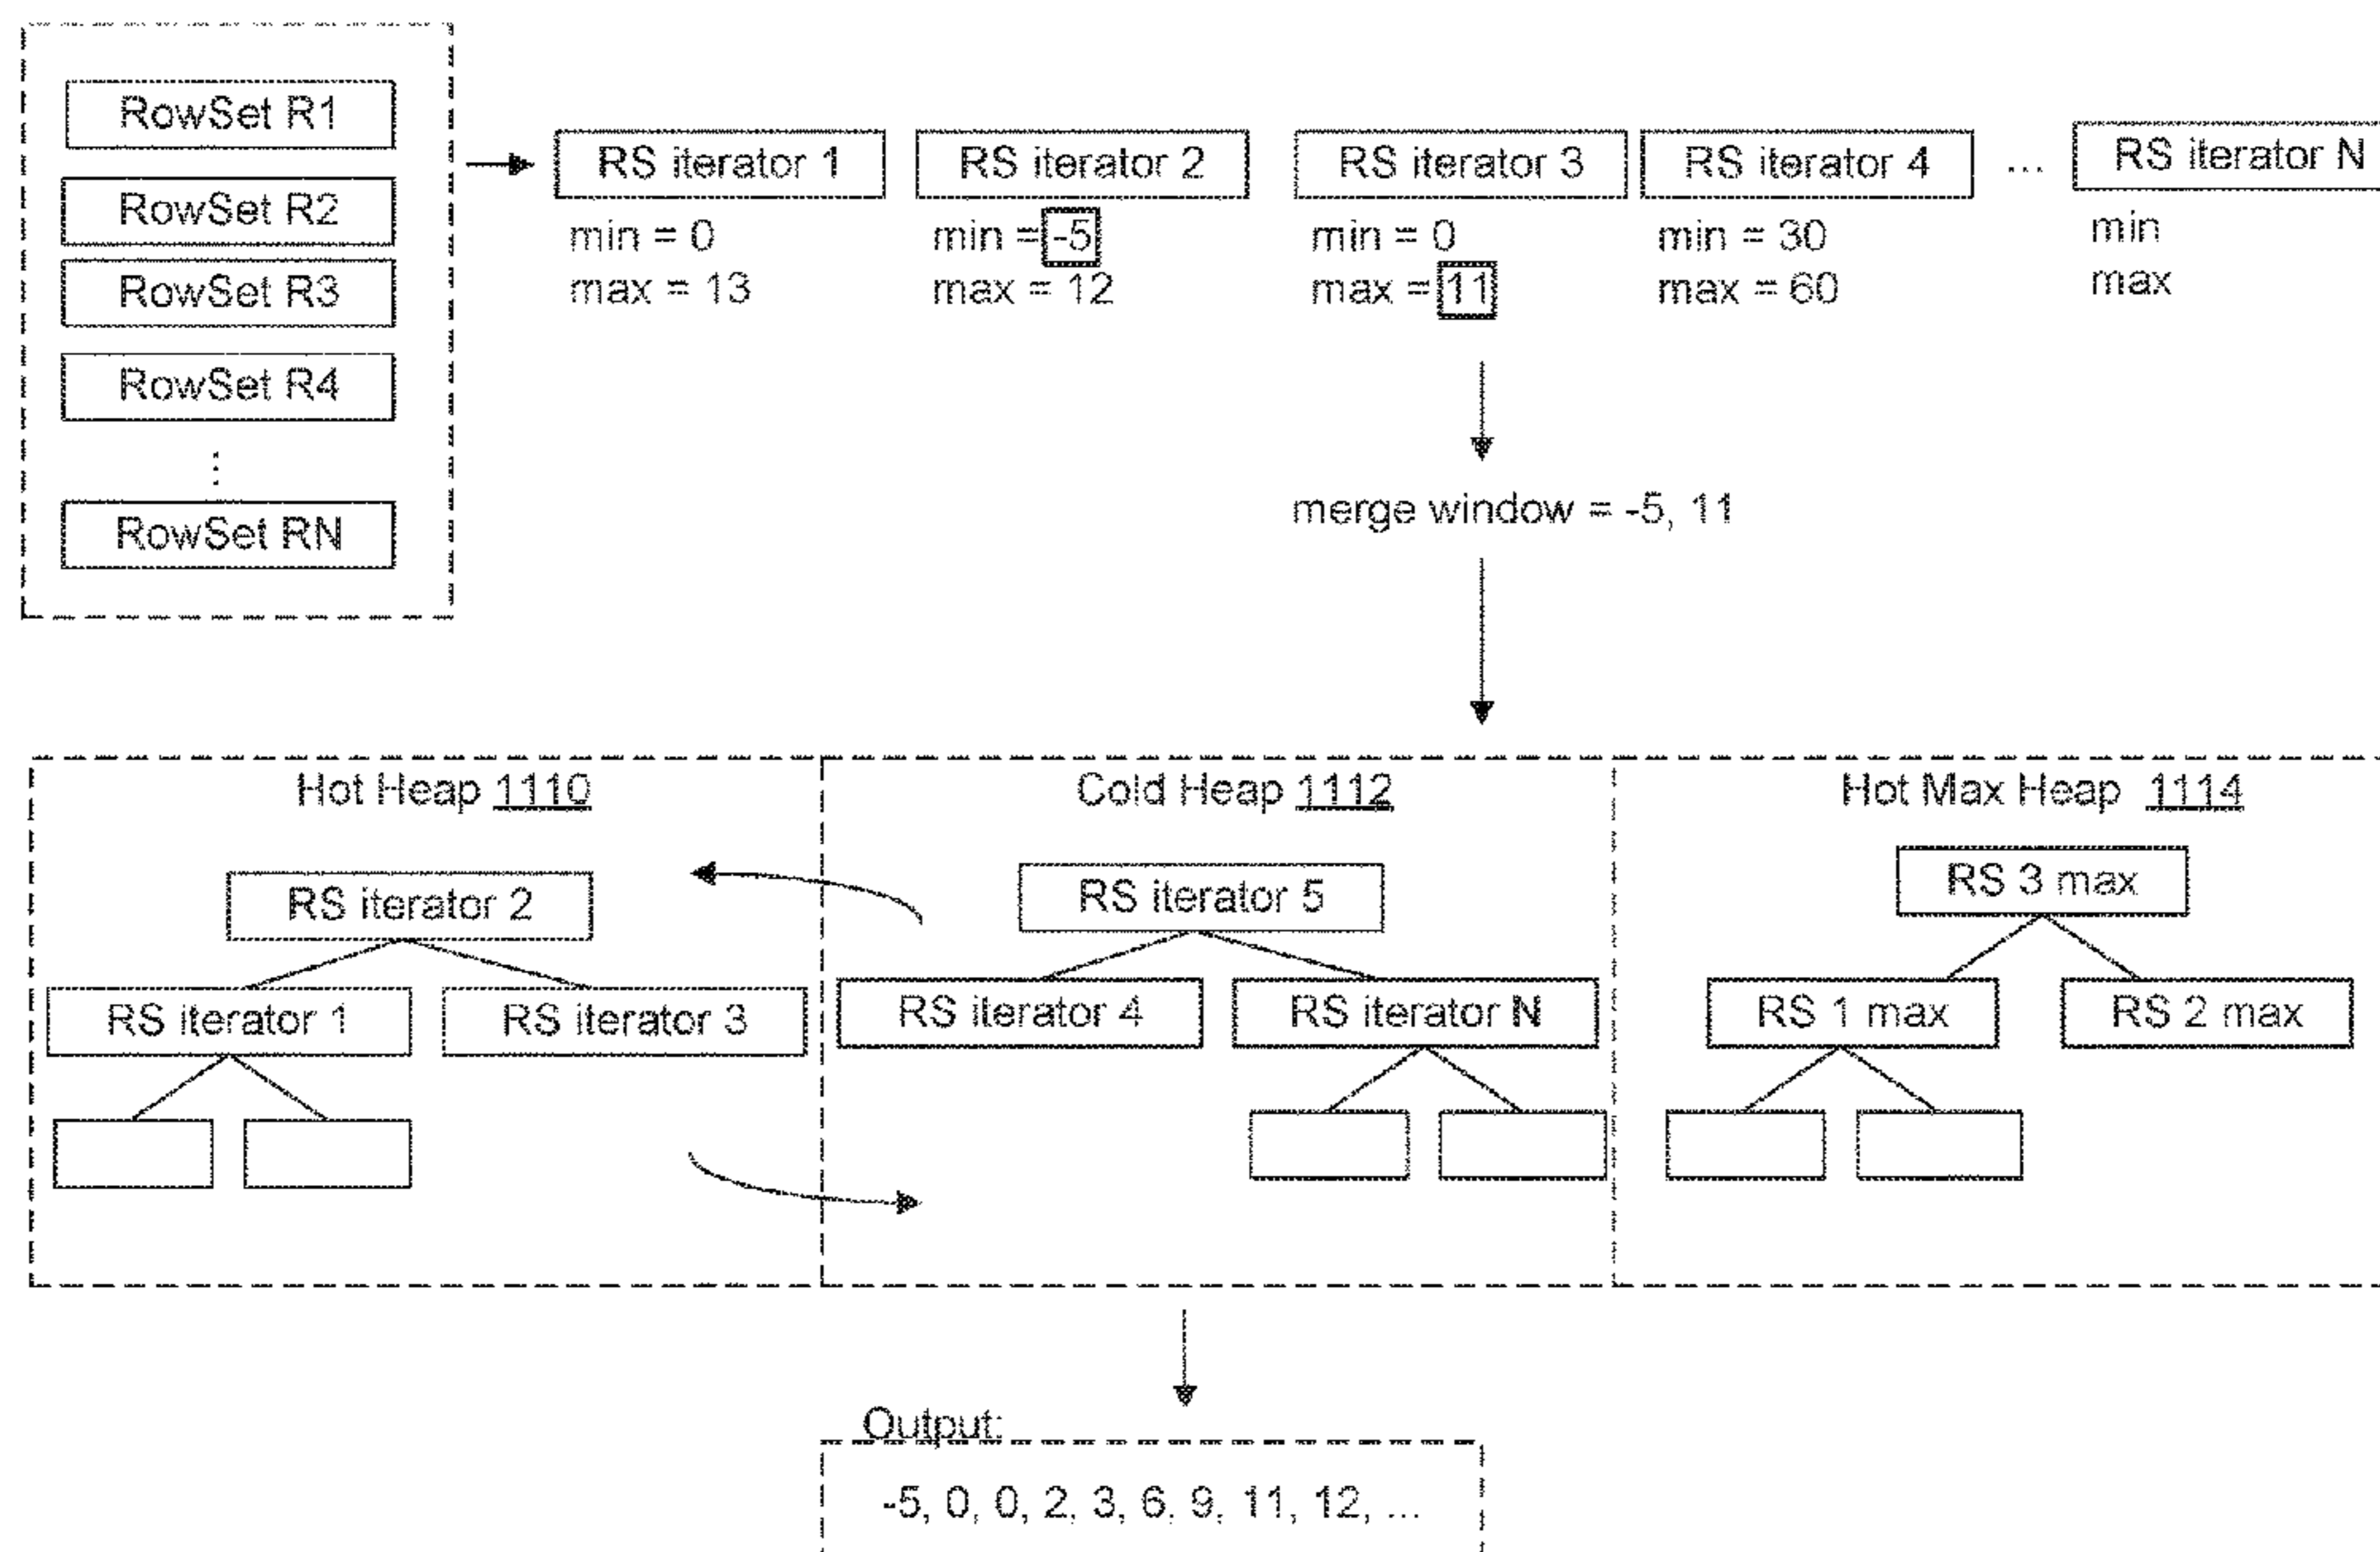 RowSet R1
RowSet R2
RowSet R3
RowSet R4
⋮
RowSet RN
RS iterator 1
min = 0
max = 13
RS iterator 2
min = -5
max = 12
RS iterator 3
min = 0
max = 11
RS iterator 4
min = 30
max = 60
...
RS iterator N
min
max
merge window = -5, 11
Hot Heap 1110
RS iterator 2
RS iterator 1
RS iterator 3
Cold Heap 1112
RS iterator 5
RS iterator 4
RS iterator N
Hot Max Heap 1114
RS 3 max
RS 1 max
RS 2 max
Output:
-5, 0, 0, 2, 3, 6, 9, 11, 12, ...